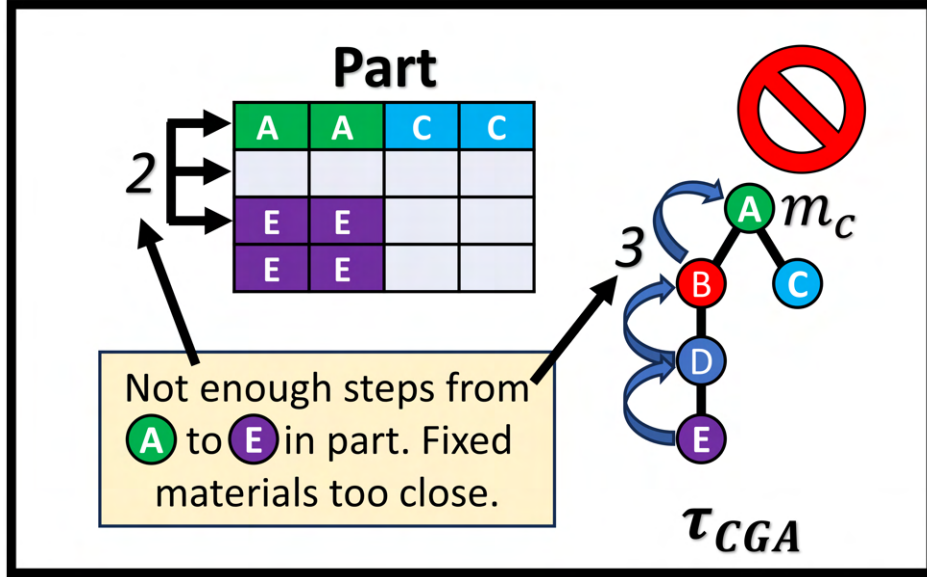 Part
A A C C
2
E E
E E
A m_C
3
B C
D
E
Not enough steps from
A to E in part. Fixed
materials too close.
τ_CGA